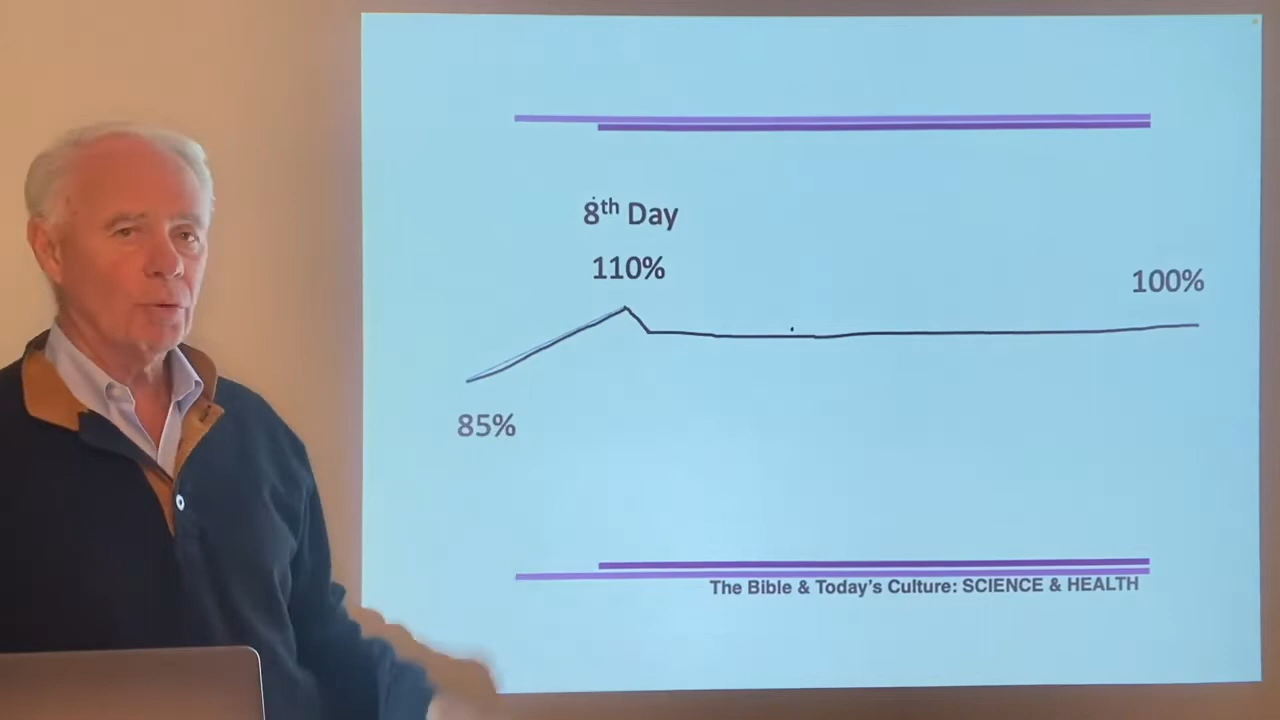 8th Day
110%
100%
85%
The Bible & Today's Culture: SCIENCE & HEALTH